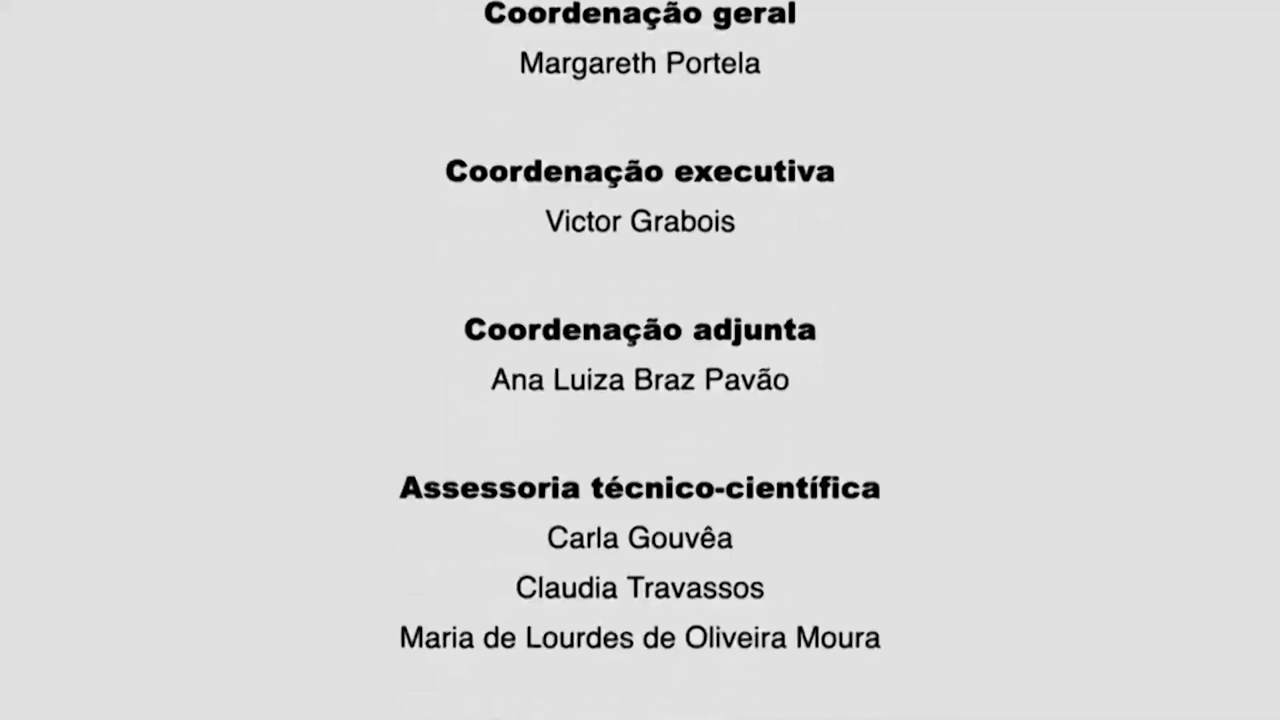 Coordenação geral
Margareth Portela
Coordenação executiva
Victor Grabois
Coordenação adjunta
Ana Luiza Braz Pavão
Assessoria técnico-científica
Carla Gouvêa
Claudia Travassos
Maria de Lourdes de Oliveira Moura